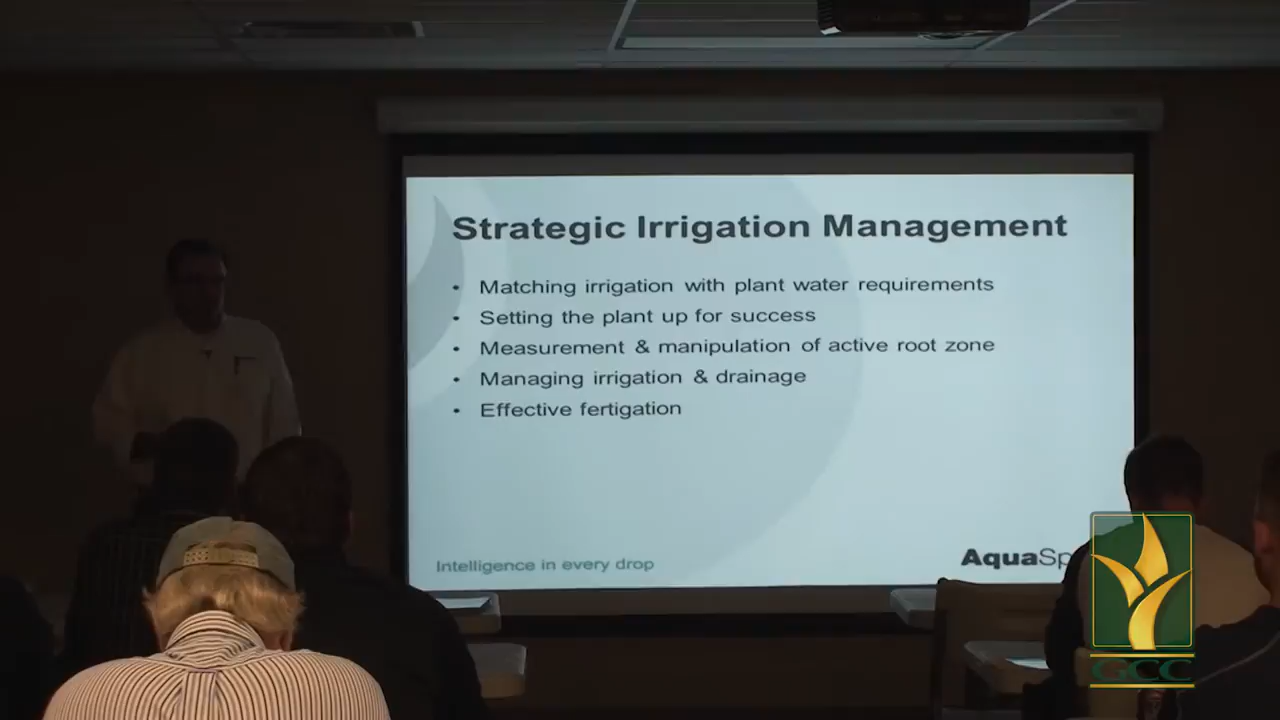 Strategic Irrigation Management
• Matching irrigation with plant water requirements
• Setting the plant up for success
• Measurement & manipulation of active root zone
• Managing irrigation & drainage
• Effective fertigation
Intelligence in every drop
AquaSp
GCC